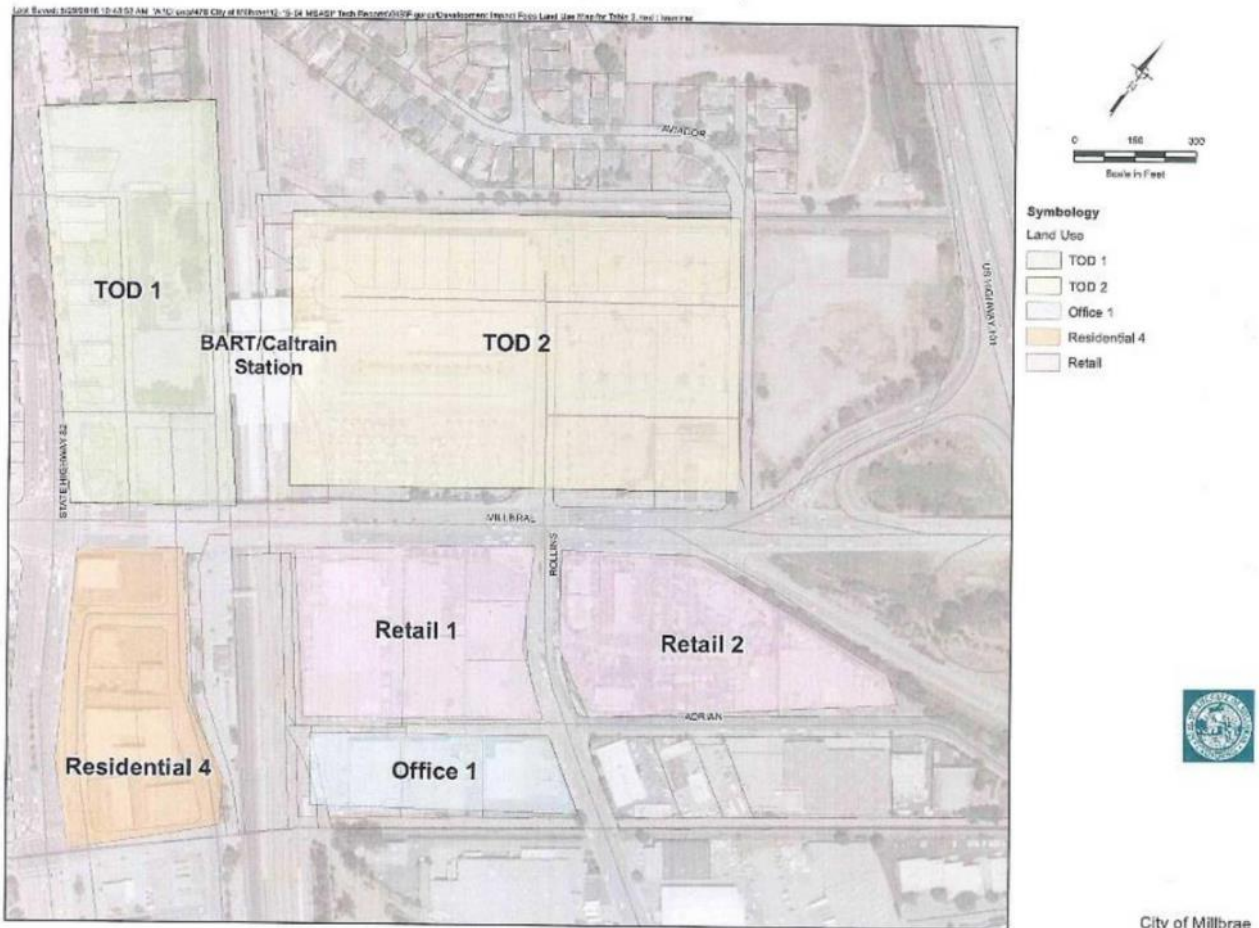 City of Millbrae
TOD 1
BART/Caltrain
Station
TOD 2
AVIADOR
US HIGHWAY 101
STATE HIGHWAY 82
ROLLINS
Retail 1
Retail 2
ADRIAN
Residential 4
Office 1
0 150 300
Scale in Feet
Symbology
Land Use
TOD 1
TOD 2
Office 1
Residential 4
Retail
City of Millbrae